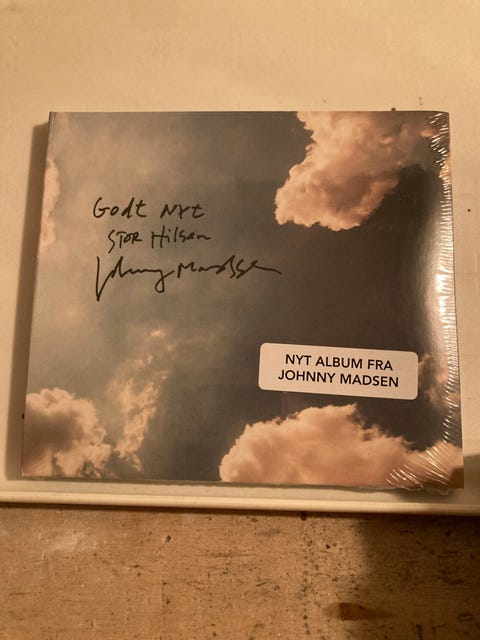 Godt Nyt
STOR Hilsen
Johnny Madsen
NYT ALBUM FRA
JOHNNY MADSEN